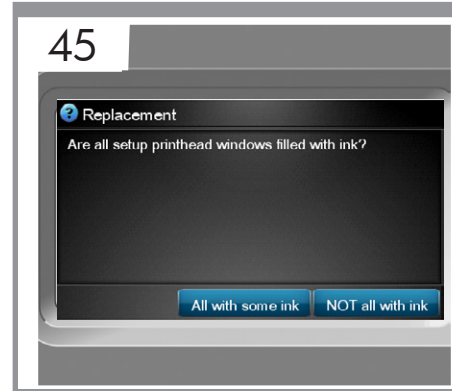 45
Replacement
Are all setup printhead windows filled with ink?
All with some ink NOT all with ink